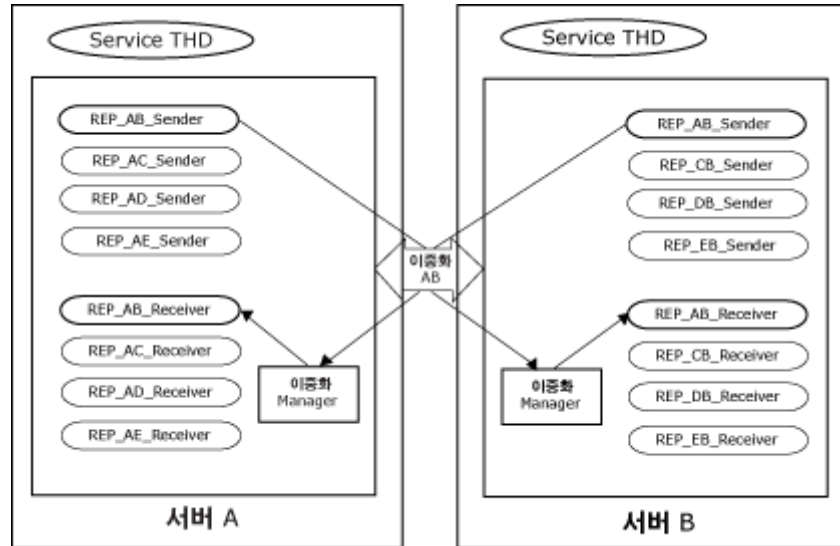 Service THD
REP_AB_Sender
REP_AC_Sender
REP_AD_Sender
REP_AE_Sender
REP_AB_Receiver
REP_AC_Receiver
REP_AD_Receiver
REP_AE_Receiver
이중화
Manager
서버 A
이중화
AB
Service THD
REP_AB_Sender
REP_CB_Sender
REP_DB_Sender
REP_EB_Sender
REP_AB_Receiver
REP_CB_Receiver
REP_DB_Receiver
REP_EB_Receiver
이중화
Manager
서버 B